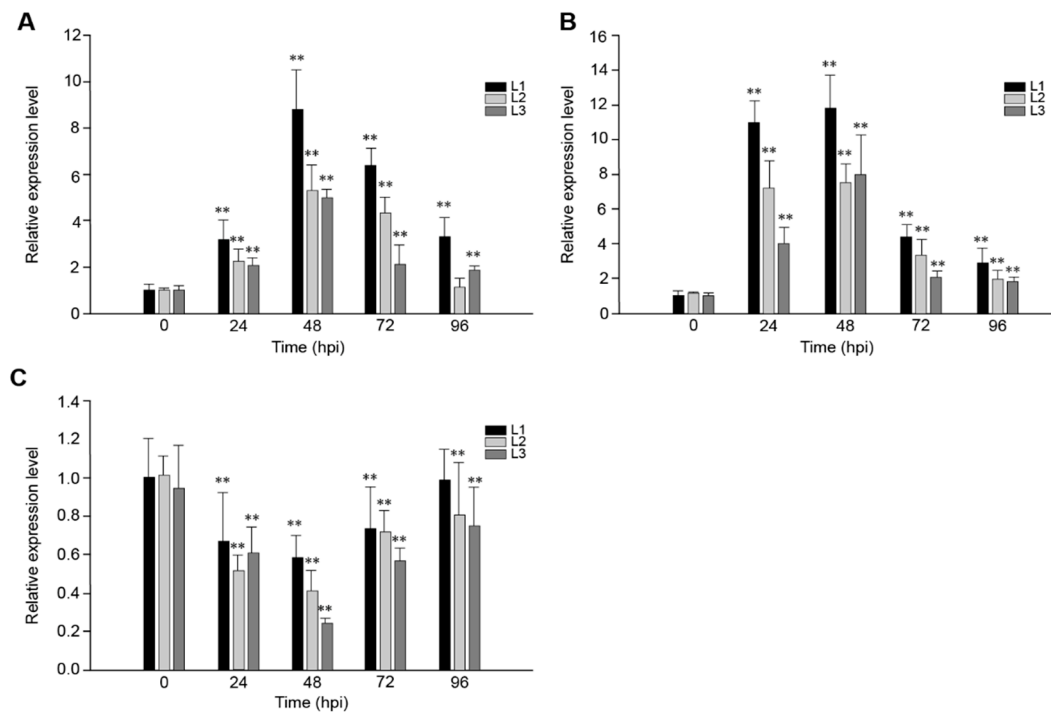 A
Relative expression level
12
10
8
6
4
2
0
** ** ** ** ** ** ** ** ** ** **
L1
L2
L3
0 24 48 72 96
Time (hpi)
B
Relative expression level
16
14
12
10
8
6
4
2
0
** ** ** ** ** ** ** ** ** ** ** **
L1
L2
L3
0 24 48 72 96
Time (hpi)
C
Relative expression level
1.4
1.2
1.0
0.8
0.6
0.4
0.2
0.0
** ** ** ** ** ** ** ** ** ** **
L1
L2
L3
0 24 48 72 96
Time (hpi)